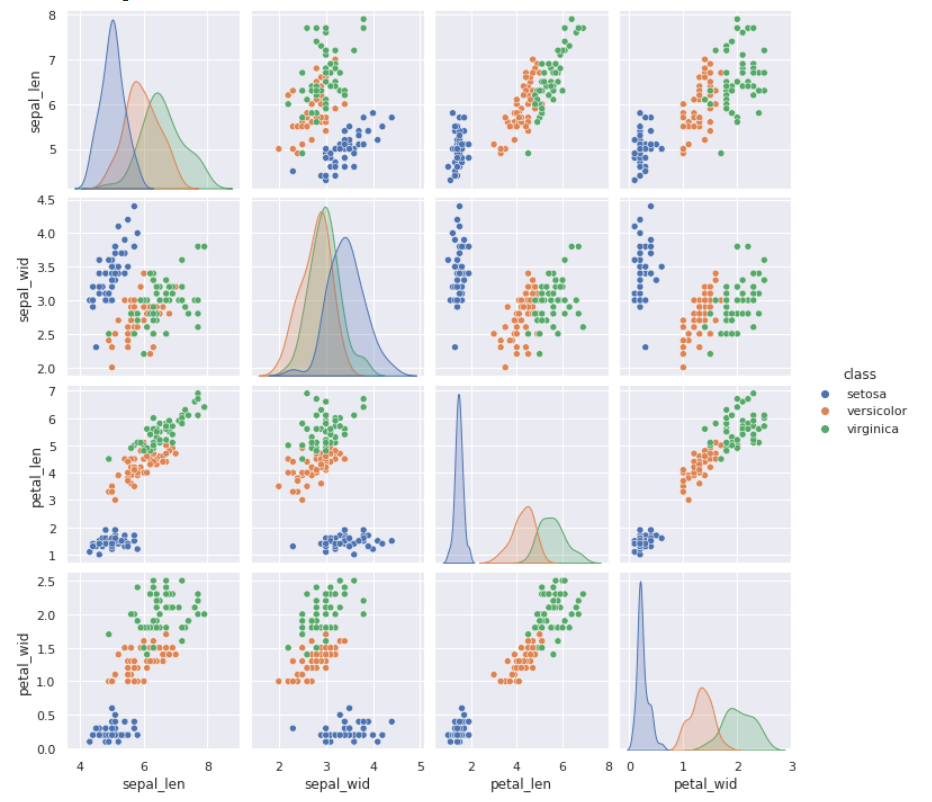 sepal_len
8
7
6
5
sepal_wid
4.5
4.0
3.5
3.0
2.5
2.0
petal_len
7
6
5
4
3
2
1
petal_wid
2.5
2.0
1.5
1.0
0.5
0.0
4 6 8
sepal_len
2 3 4 5
sepal_wid
2 4 6 8
petal_len
0 1 2 3
petal_wid
class
setosa
versicolor
virginica